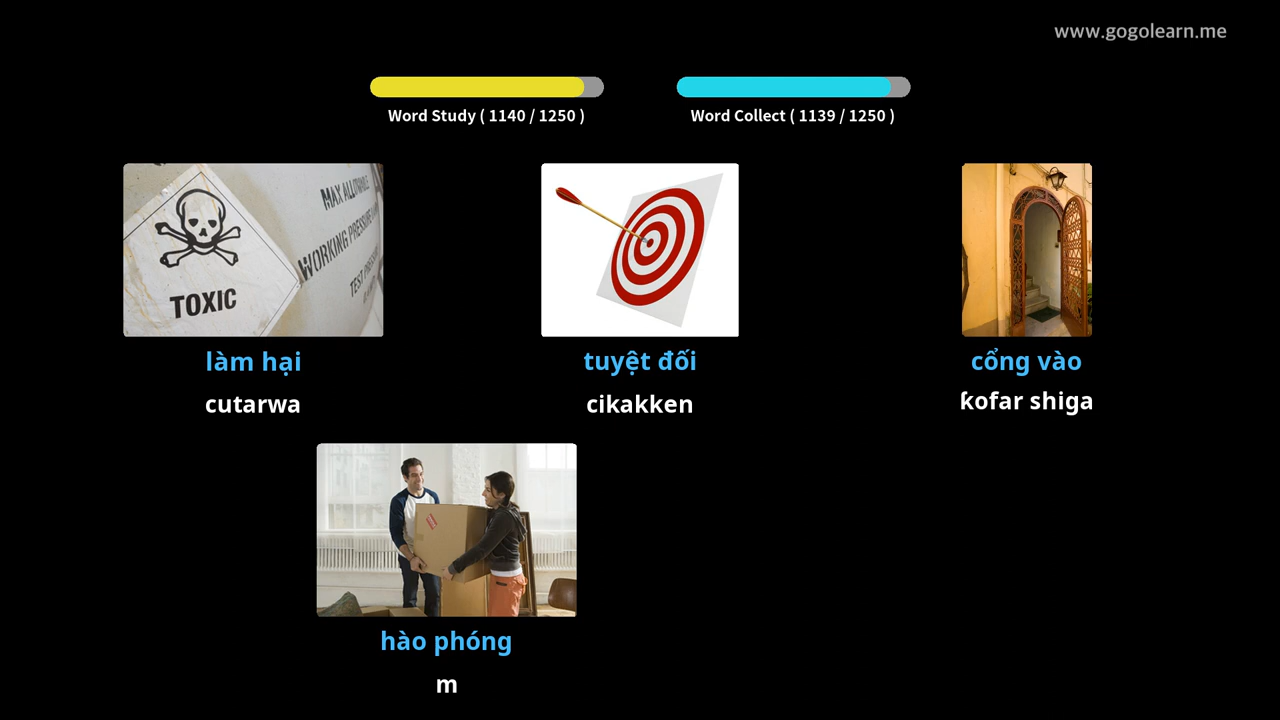 www.gogolearn.me
Word Study ( 1140 / 1250 )
Word Collect ( 1139 / 1250 )
TOXIC
MAX ALLOWABLE
WORKING PRESSURE
TEST
làm hại
tuyệt đối
cổng vào
cutarwa
cikakken
ƙofar shiga
hào phóng
m